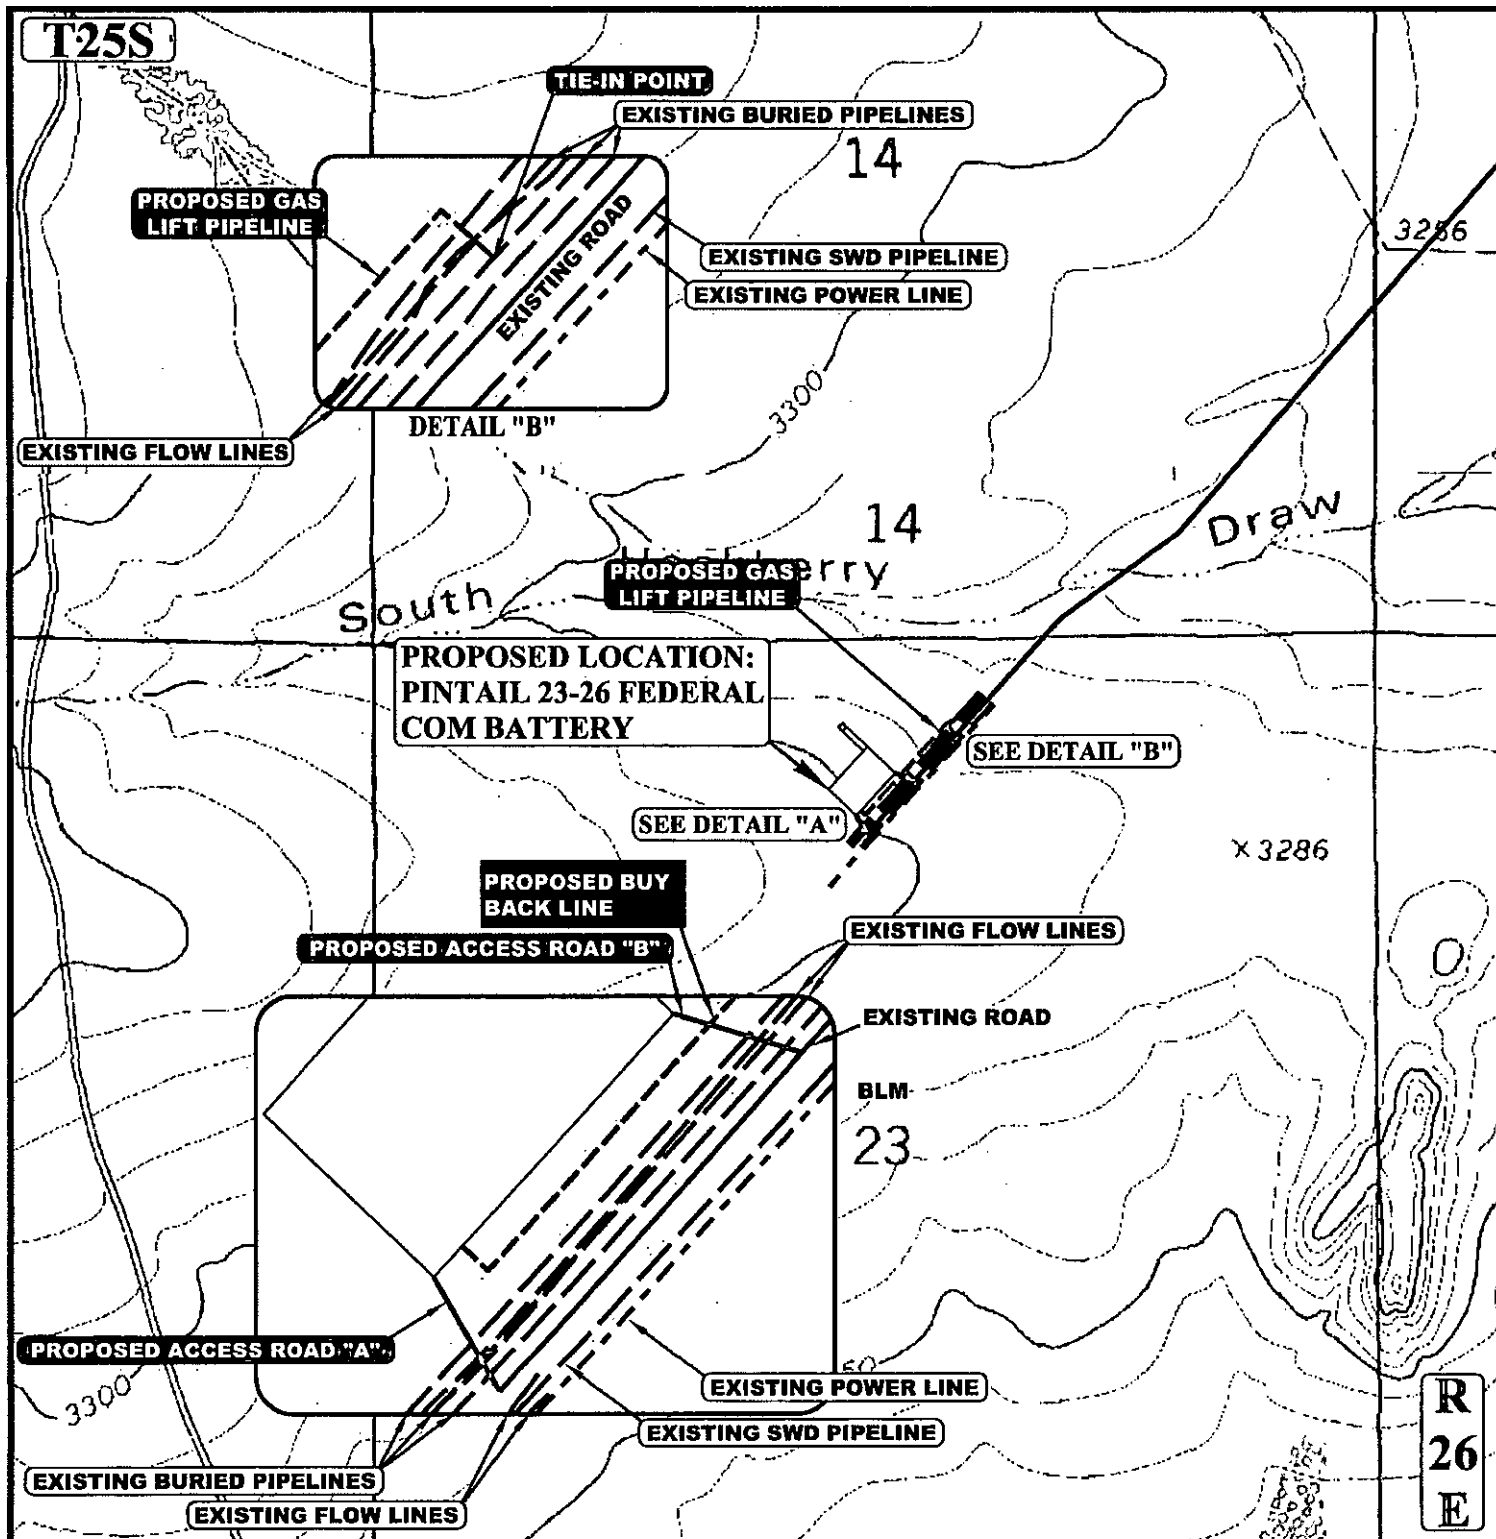 T25S
TIE-IN POINT
EXISTING BURIED PIPELINES
14
PROPOSED GAS
LIFT PIPELINE
EXISTING ROAD
3286
EXISTING SWD PIPELINE
EXISTING POWER LINE
3300
DETAIL "B"
EXISTING FLOW LINES
14
Draw
PROPOSED GAS
LIFT PIPELINE
South
PROPOSED LOCATION:
PINTAIL 23-26 FEDERAL
COM BATTERY
SEE DETAIL "B"
SEE DETAIL "A"
3286
PROPOSED BUY
BACK LINE
EXISTING FLOW LINES
PROPOSED ACCESS ROAD "B"
EXISTING ROAD
BLM
23
PROPOSED ACCESS ROAD "A"
3300
EXISTING POWER LINE
EXISTING SWD PIPELINE
EXISTING BURIED PIPELINES
EXISTING FLOW LINES
R
26
E